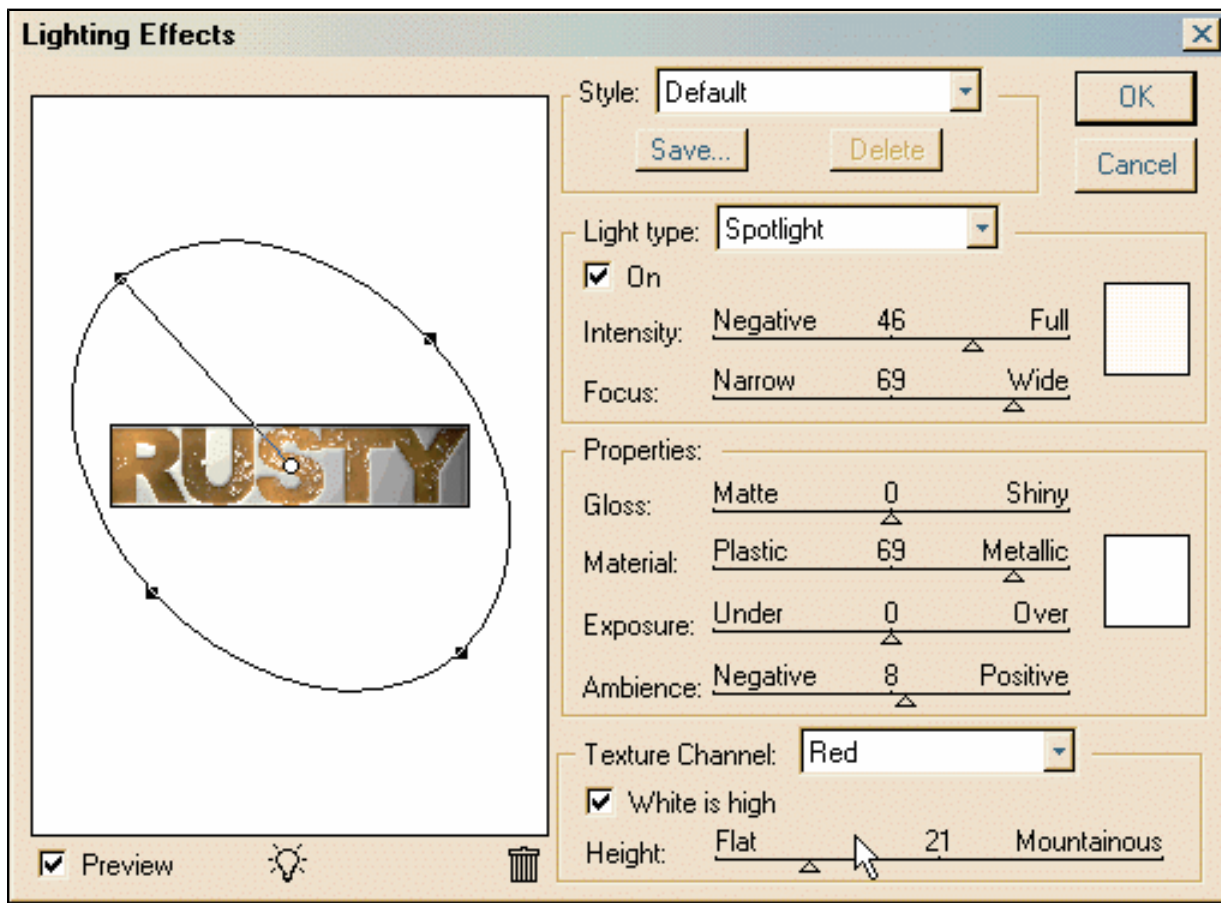 Lighting Effects
Style: Default
OK
Save... Delete
Cancel
Light type: Spotlight
On
Intensity: Negative 46 Full
Focus: Narrow 69 Wide
RUSTY
Properties:
Gloss: Matte 0 Shiny
Material: Plastic 69 Metallic
Exposure: Under 0 Over
Ambience: Negative 8 Positive
Texture Channel: Red
White is high
Height: Flat 21 Mountainous
Preview